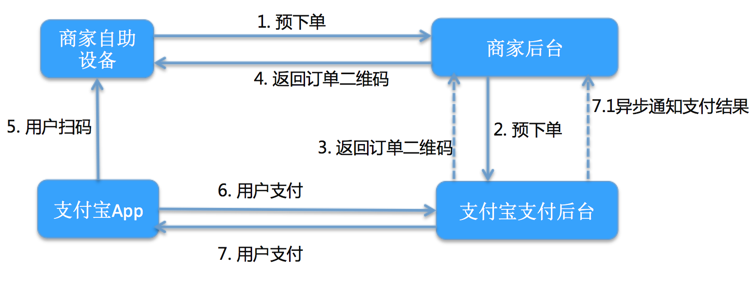 1. 预下单
商家自助
设备
商家后台
4. 返回订单二维码
7.1异步通知支付结果
5. 用户扫码
2. 预下单
3. 返回订单二维码
6. 用户支付
支付宝App
支付宝支付后台
7. 用户支付